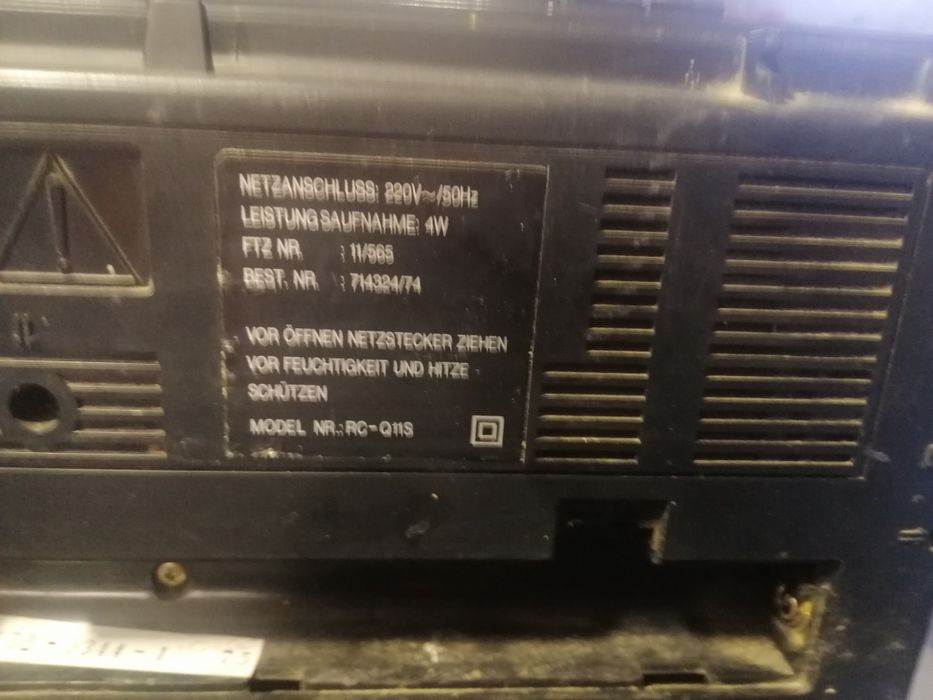 NETZANSCHLUSS: 220V~/50Hz
LEISTUNGSAUFNAHME: 4W
FTZ NR. : 11/565
BEST. NR. : 714324/74
VOR ÖFFNEN NETZSTECKER ZIEHEN
VOR FEUCHTIGKEIT UND HITZE
SCHÜTZEN
MODEL NR.: RC-Q11S